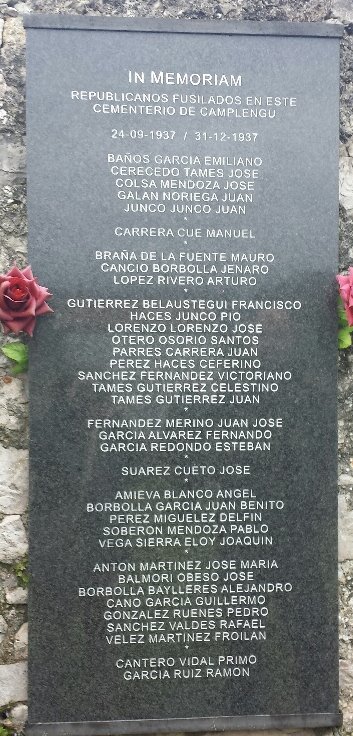 IN MEMORIAM
REPUBLICANOS FUSILADOS EN ESTE
CEMENTERIO DE CAMPLENGU
24-09-1937 / 31-12-1937
BAÑOS GARCIA EMILIANO
CERECEDO TAMES JOSE
COLSA MENDOZA JOSE
GALAN NORIEGA JUAN
JUNCO JUNCO JUAN
*
CARRERA CUE MANUEL
*
BRAÑA DE LA FUENTE MAURO
CANCIO BORBOLLA JENARO
LOPEZ RIVERO ARTURO
*
GUTIERREZ BELAUSTEGUI FRANCISCO
HACES JUNCO PIO
LORENZO LORENZO JOSE
OTERO OSORIO SANTOS
PARRES CARRERA JUAN
PEREZ HACES CEFERINO
SANCHEZ FERNANDEZ VICTORIANO
TAMES GUTIERREZ CELESTINO
TAMES GUTIERREZ JUAN
*
FERNANDEZ MERINO JUAN JOSE
GARCIA ALVAREZ FERNANDO
GARCIA REDONDO ESTEBAN
*
SUAREZ CUETO JOSE
*
AMIEVA BLANCO ANGEL
BORBOLLA GARCIA JUAN BENITO
PEREZ MIGUELEZ DELFIN
SOBERON MENDOZA PABLO
VEGA SIERRA ELOY JOAQUIN
*
ANTON MARTINEZ JOSE MARIA
BALMORI OBESO JOSE
BORBOLLA BAYLLERES ALEJANDRO
CANO GARCIA GUILLERMO
GONZALEZ RUENES PEDRO
SANCHEZ VALDES RAFAEL
VELEZ MARTINEZ FROILAN
*
CANTERO VIDAL PRIMO
GARCIA RUIZ RAMON